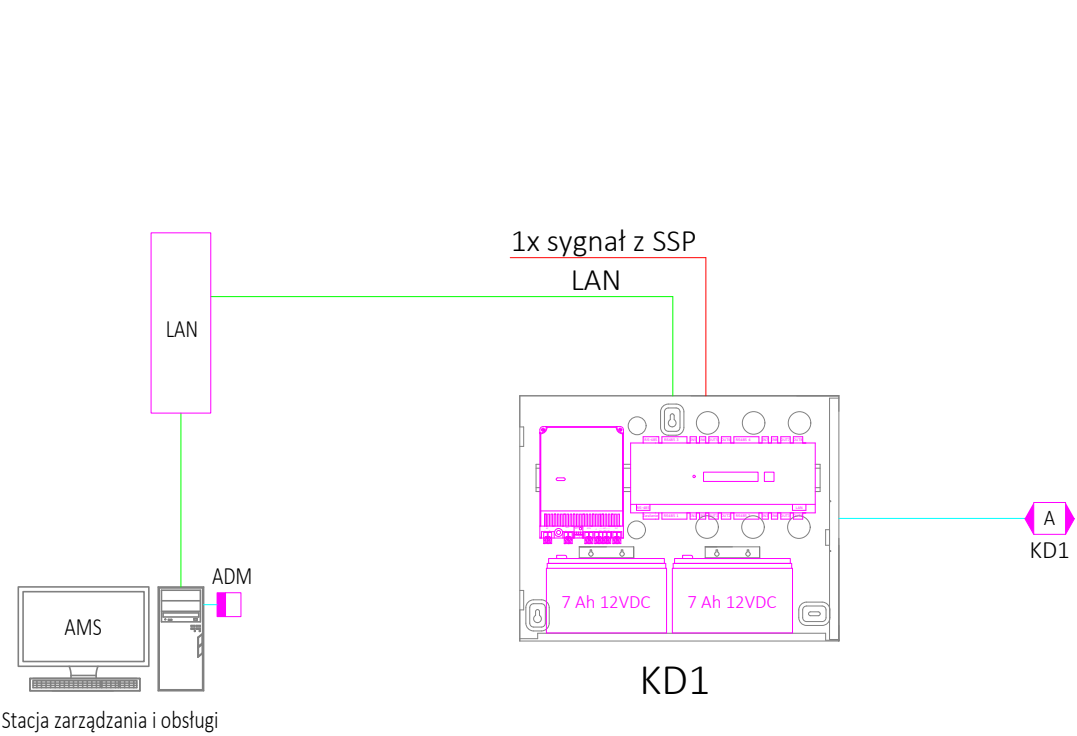 1x sygnał z SSP
LAN
LAN
A
KD1
ADM
7 Ah 12VDC
7 Ah 12VDC
AMS
KD1
Stacja zarządzania i obsługi